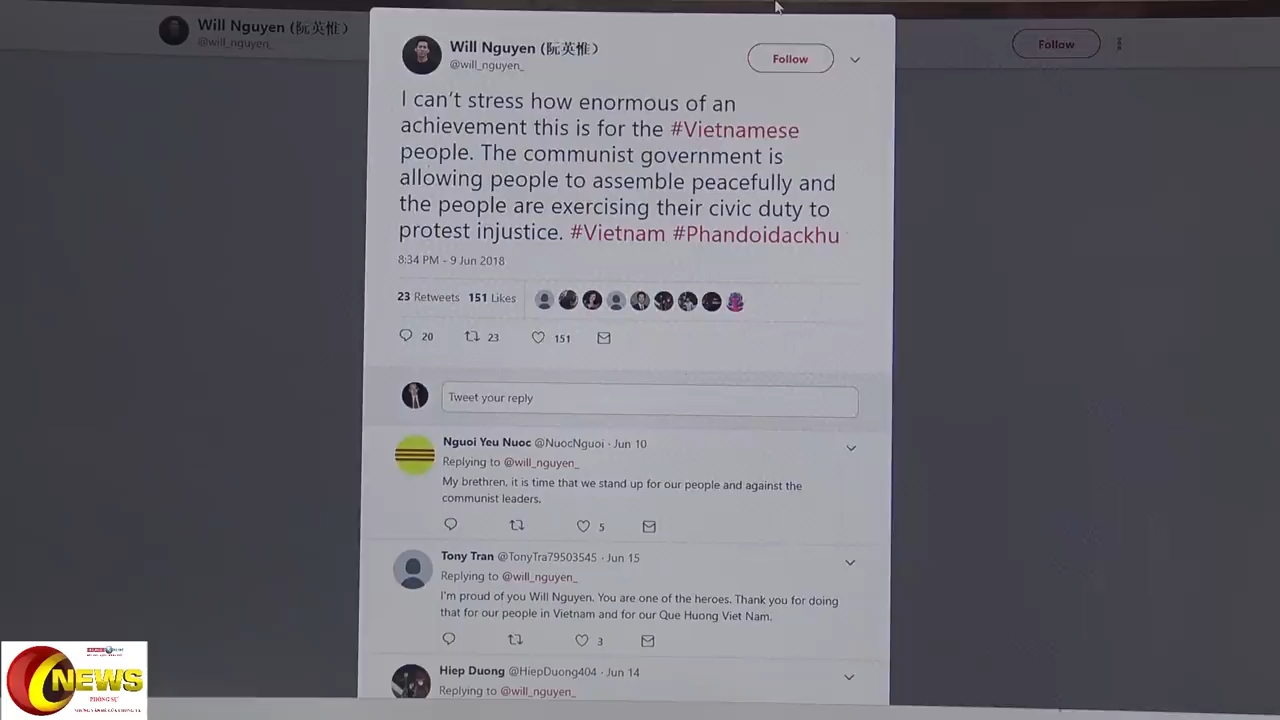 Will Nguyen (阮英惟)
@will_nguyen_
Follow
Will Nguyen (阮英惟)
@will_nguyen_
Follow
I can't stress how enormous of an
achievement this is for the #Vietnamese
people. The communist government is
allowing people to assemble peacefully and
the people are exercising their civic duty to
protest injustice. #Vietnam #Phandoidackhu
8:34 PM - 9 Jun 2018
23 Retweets 151 Likes
20 23 151
Tweet your reply
Nguoi Yeu Nuoc @NuocNguoi · Jun 10
Replying to @will_nguyen_
My brethren, it is time that we stand up for our people and against the
communist leaders.
5
Tony Tran @TonyTra79503545 · Jun 15
Replying to @will_nguyen_
I'm proud of you Will Nguyen. You are one of the heroes. Thank you for doing
that for our people in Vietnam and for our Que Huong Viet Nam.
3
Hiep Duong @HiepDuong404 · Jun 14
Replying to @will_nguyen_
NEWS
PHÓNG SỰ